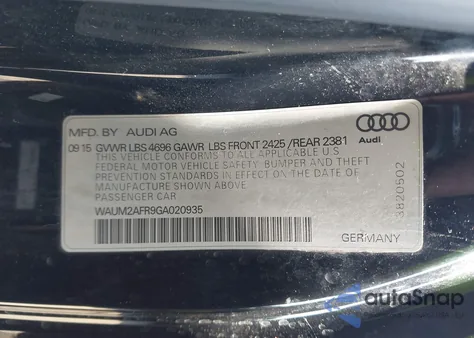 MFD. BY AUDI AG
09 15 GVWR LBS 4696 GAWR LBS FRONT 2425 /REAR 2381
THIS VEHICLE CONFORMS TO ALL APPLICABLE U.S
FEDERAL MOTOR VEHICLE SAFETY, BUMPER AND THEFT
PREVENTION STANDARDS IN EFFECT ON THE DATE OF
MANUFACTURE SHOWN ABOVE.
PASSENGER CAR
WAUM2AFR9GA020935
Audi
3820502
GERMANY
autoSnap